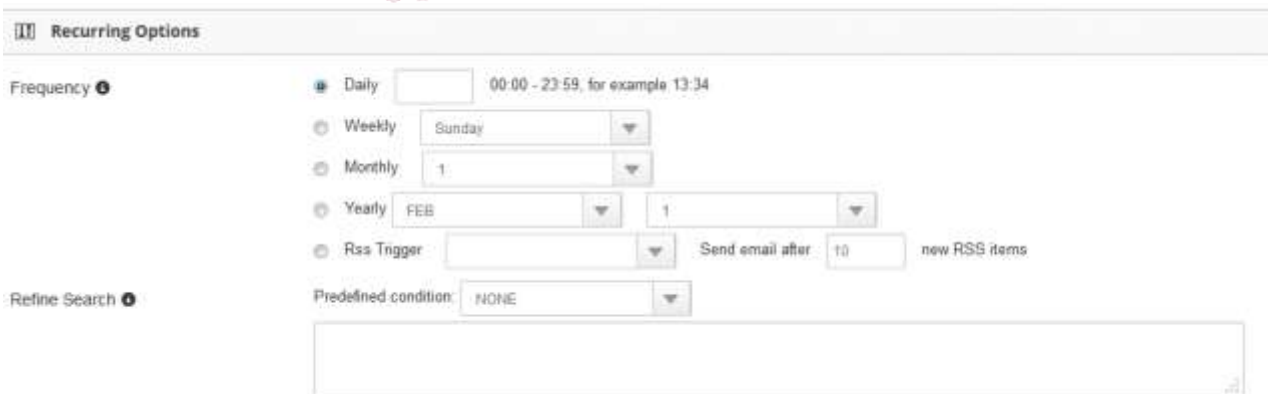 Recurring Options
Frequency
Daily 00:00 - 23:59, for example 13:34
Weekly Sunday
Monthly 1
Yearly FEB 1
Rss Trigger Send email after 10 new RSS items
Refine Search Predefined condition: NONE